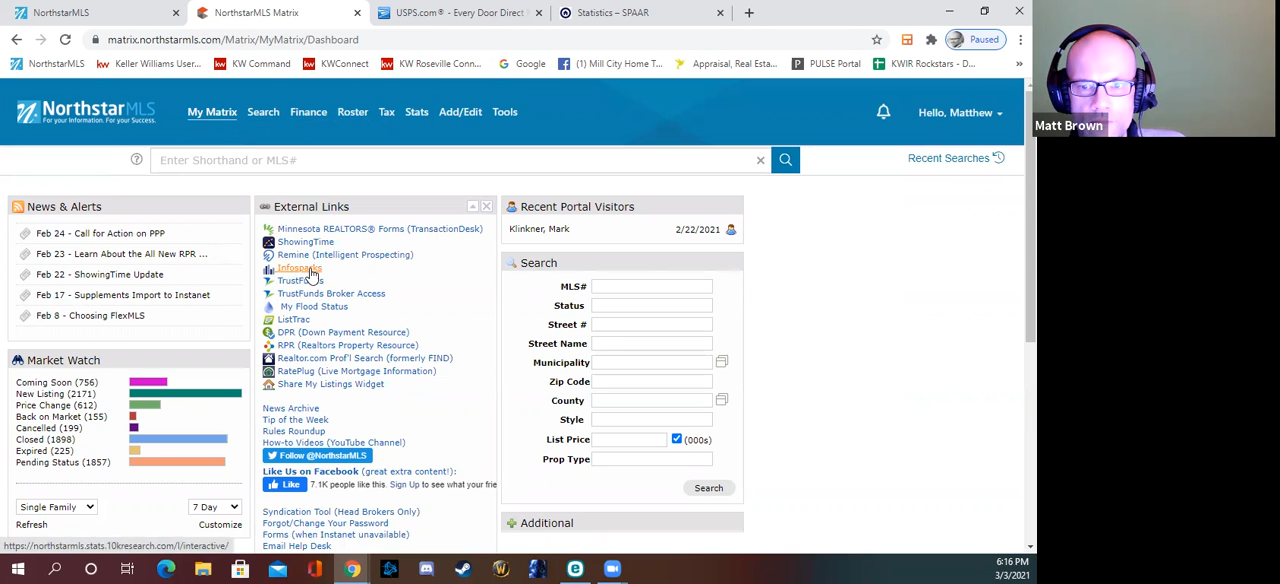 NorthstarMLS
NorthstarMLS Matrix
USPS.com® - Every Door Direct
Statistics – SPAAR
matrix.northstarmls.com/Matrix/MyMatrix/Dashboard
Paused
NorthstarMLS
kw
Keller Williams User...
kw
KW Command
kw
KWConnect
kw
KW Roseville Conn...
Google
(1) Mill City Home T...
Appraisal, Real Esta...
PULSE Portal
KWIR Rockstars - D...
»
NorthstarMLS
For your Information. For your Success.
My Matrix
Search
Finance
Roster
Tax
Stats
Add/Edit
Tools
Hello, Matthew
Matt Brown
Enter Shorthand or MLS#
Recent Searches
News & Alerts
Feb 24 - Call for Action on PPP
Feb 23 - Learn About the All New RPR ...
Feb 22 - ShowingTime Update
Feb 17 - Supplements Import to Instanet
Feb 8 - Choosing FlexMLS
Market Watch
Coming Soon (756)
New Listing (2171)
Price Change (612)
Back on Market (155)
Cancelled (199)
Closed (1898)
Expired (225)
Pending Status (1857)
Single Family
7 Day
Refresh
Customize
External Links
Minnesota REALTORS® Forms (TransactionDesk)
ShowingTime
Remine (Intelligent Prospecting)
Infosparks
TrustFunds
TrustFunds Broker Access
My Flood Status
ListTrac
DPR (Down Payment Resource)
RPR (Realtors Property Resource)
Realtor.com Prof'l Search (formerly FIND)
RatePlug (Live Mortgage Information)
Share My Listings Widget
News Archive
Tip of the Week
Rules Roundup
How-to Videos (YouTube Channel)
Follow @NorthstarMLS
Like Us on Facebook (great extra content!):
Like
7.1K people like this. Sign Up to see what your frie
Syndication Tool (Head Brokers Only)
Forgot/Change Your Password
Forms (when Instanet unavailable)
Email Help Desk
Recent Portal Visitors
Klinkner, Mark
2/22/2021
Search
MLS#
Status
Street #
Street Name
Municipality
Zip Code
County
Style
List Price
(000s)
Prop Type
Search
Additional
https://northstarmls.stats.10kresearch.com/l/interactive/
6:16 PM
3/3/2021